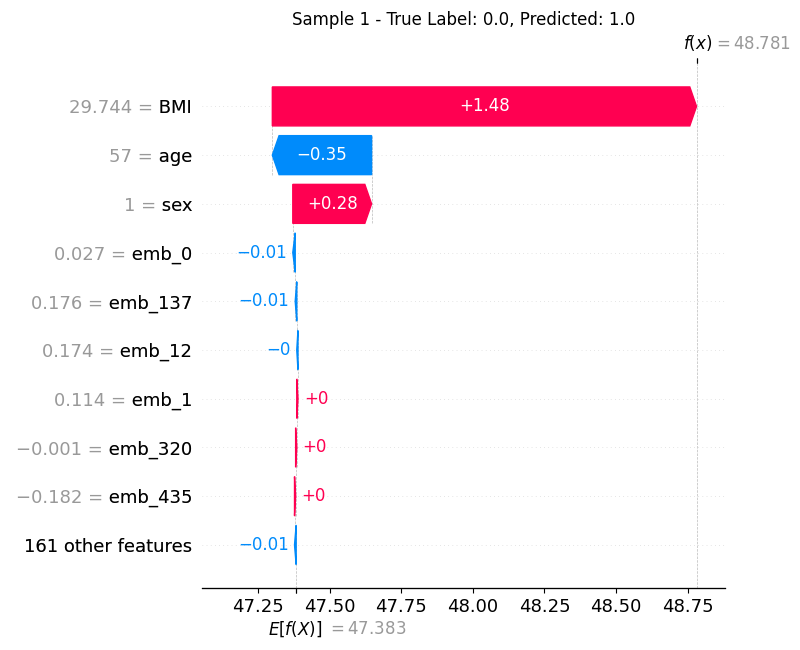 Sample 1 - True Label: 0.0, Predicted: 1.0
f(x) = 48.781
29.744 = BMI +1.48
57 = age −0.35
1 = sex +0.28
0.027 = emb_0 −0.01
0.176 = emb_137 −0.01
0.174 = emb_12 −0
0.114 = emb_1 +0
−0.001 = emb_320 +0
−0.182 = emb_435 +0
161 other features −0.01
47.25 47.50 47.75 48.00 48.25 48.50 48.75
E[f(X)] = 47.383